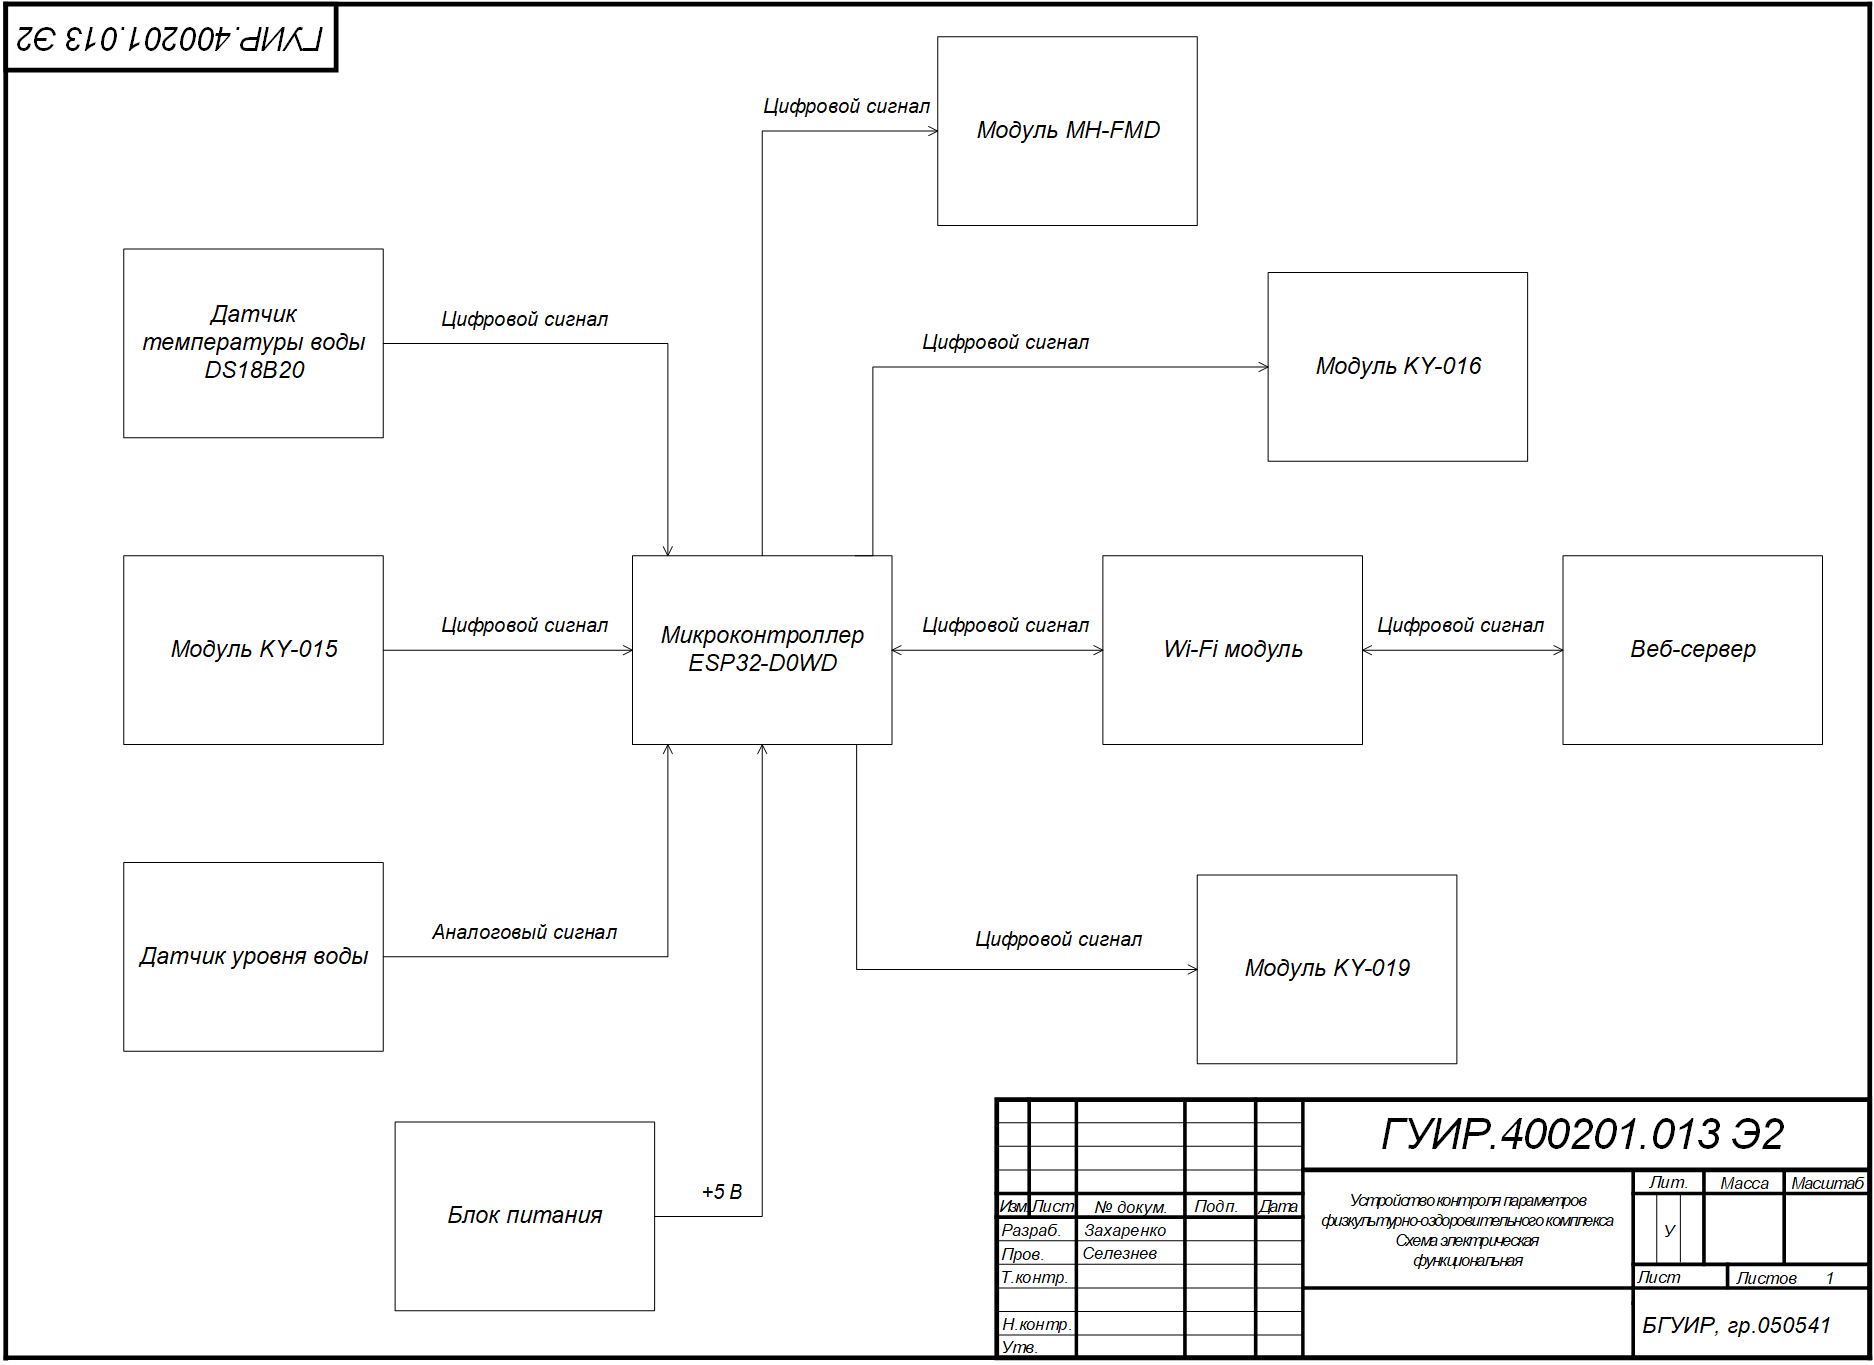 ГУИР.400201.013 Э2
Цифровой сигнал
Модуль MH-FMD
Датчик
температуры воды
DS18B20
Цифровой сигнал
Цифровой сигнал
Модуль KY-016
Модуль KY-015
Цифровой сигнал
Микроконтроллер
ESP32-D0WD
Цифровой сигнал
Wi-Fi модуль
Цифровой сигнал
Веб-сервер
Датчик уровня воды
Аналоговый сигнал
Цифровой сигнал
Модуль KY-019
Блок питания
+5 В
ГУИР.400201.013 Э2
Изм. Лист № докум. Подп. Дата
Разраб. Захаренко
Пров. Селезнев
Т.контр.
Н.контр.
Утв.
Устройство контроля параметров
физкультурно-оздоровительного комплекса
Схема электрическая
функциональная
Лит. Масса Масштаб
У
Лист Листов 1
БГУИР, гр.050541